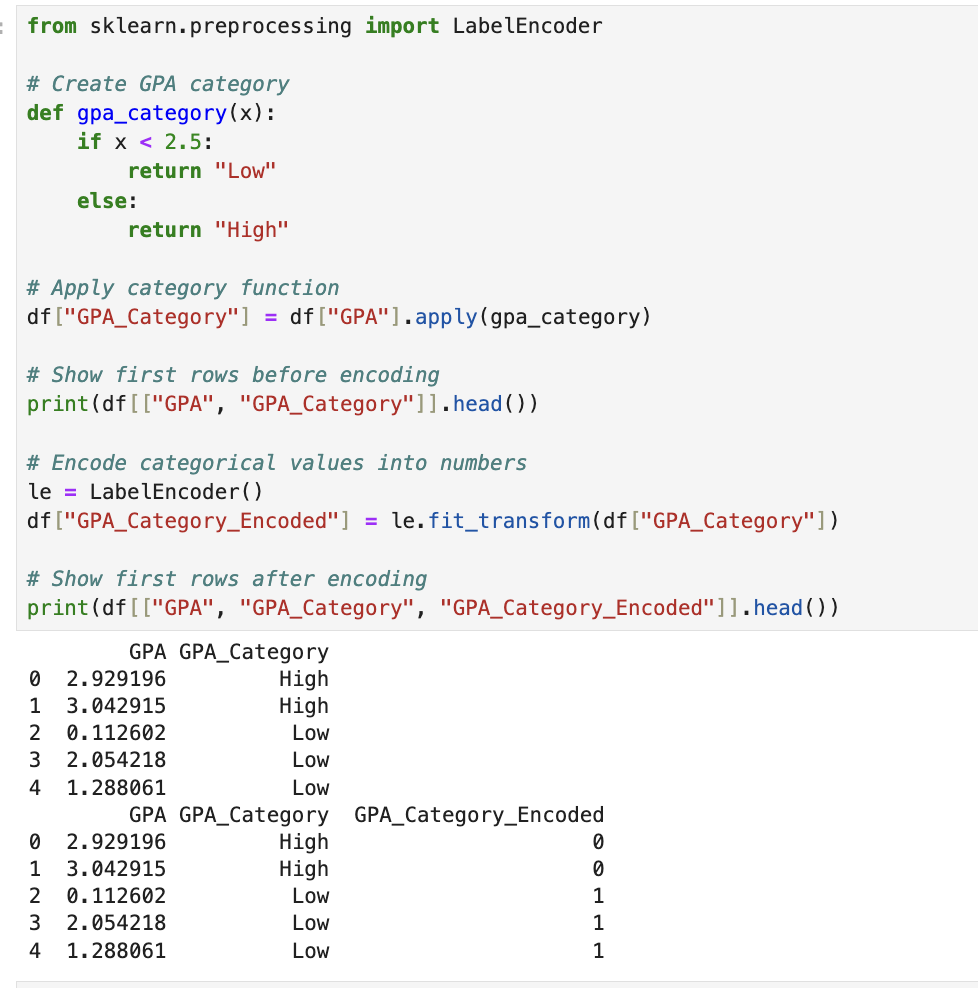 from sklearn.preprocessing import LabelEncoder
# Create GPA category
def gpa_category(x):
    if x < 2.5:
        return "Low"
    else:
        return "High"
# Apply category function
df["GPA_Category"] = df["GPA"].apply(gpa_category)
# Show first rows before encoding
print(df[["GPA", "GPA_Category"]].head())
# Encode categorical values into numbers
le = LabelEncoder()
df["GPA_Category_Encoded"] = le.fit_transform(df["GPA_Category"])
# Show first rows after encoding
print(df[["GPA", "GPA_Category", "GPA_Category_Encoded"]].head())
        GPA GPA_Category
0  2.929196         High
1  3.042915         High
2  0.112602          Low
3  2.054218          Low
4  1.288061          Low
        GPA GPA_Category  GPA_Category_Encoded
0  2.929196         High                     0
1  3.042915         High                     0
2  0.112602          Low                     1
3  2.054218          Low                     1
4  1.288061          Low                     1